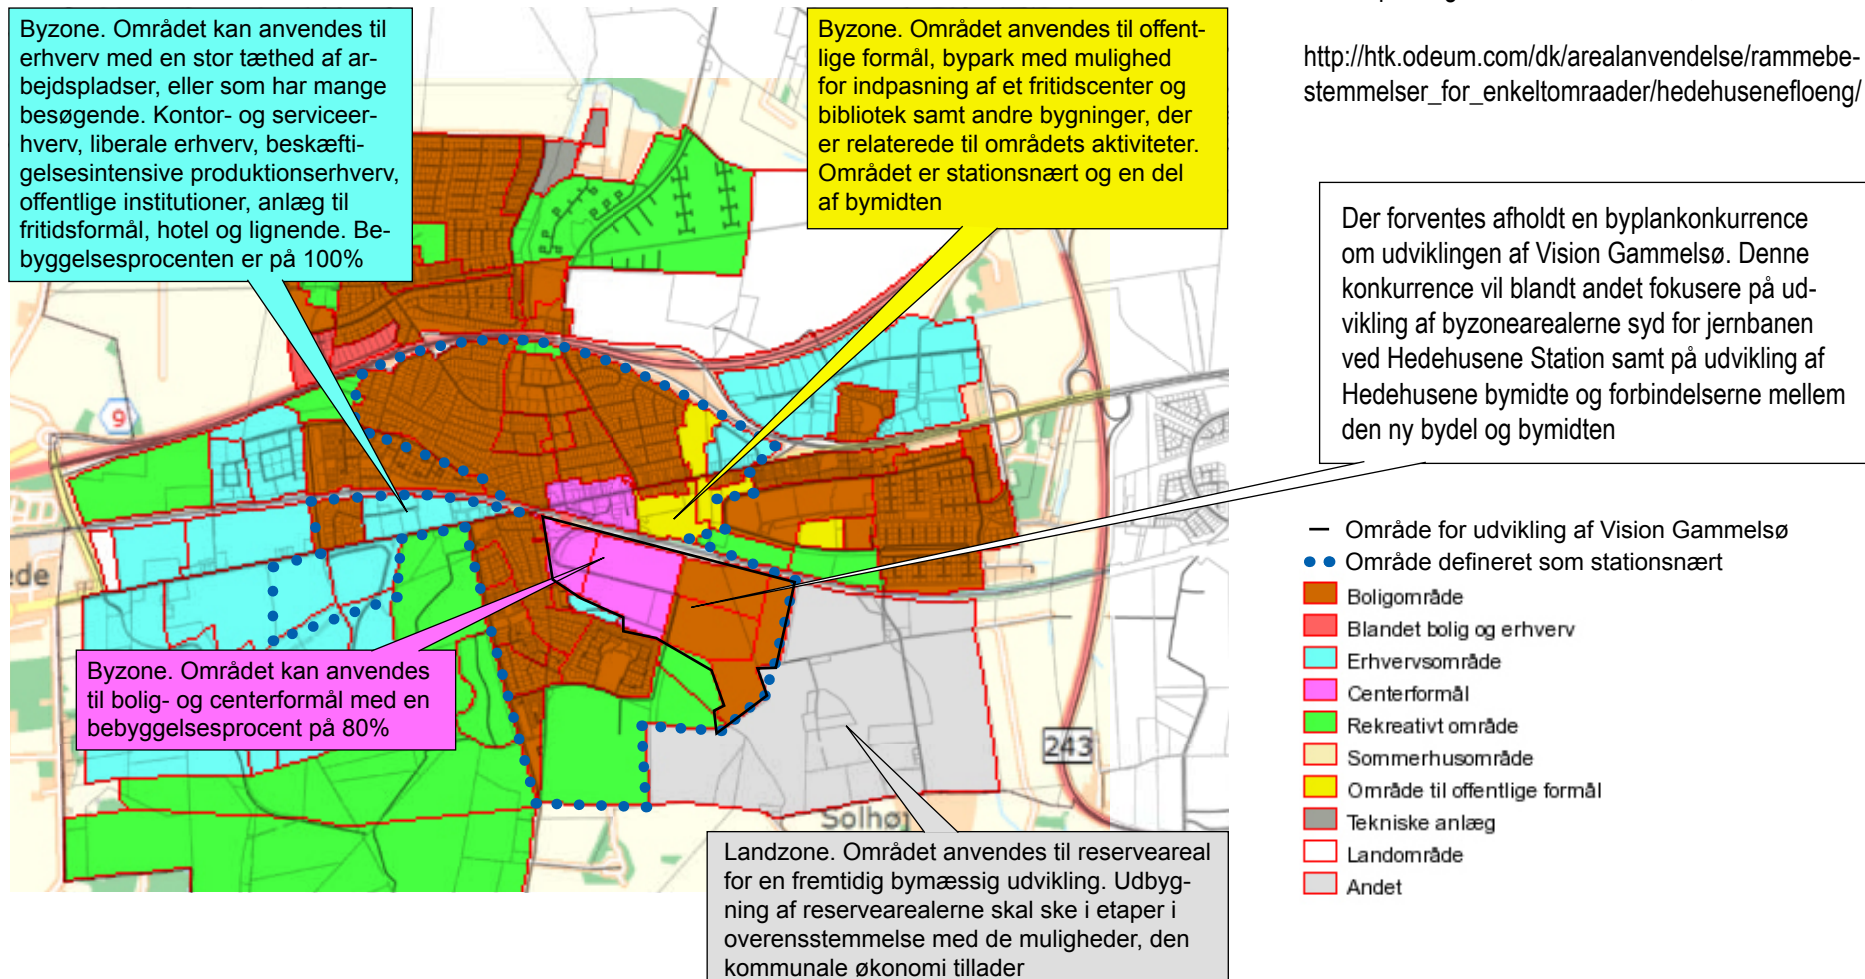 Byzone. Området kan anvendes til
erhverv med en stor tæthed af ar-
bejdspladser, eller som har mange
besøgende. Kontor- og serviceer-
hverv, liberale erhverv, beskæfti-
gelsesintensive produktionserhverv,
offentlige institutioner, anlæg til
fritidsformål, hotel og lignende. Be-
byggelsesprocenten er på 100%
Byzone. Området anvendes til offent-
lige formål, bypark med mulighed
for indpasning af et fritidscenter og
bibliotek samt andre bygninger, der
er relaterede til områdets aktiviteter.
Området er stationsnært og en del
af bymidten
http://htk.odeum.com/dk/arealanvendelse/rammebe-
stemmelser_for_enkeltomraader/hedehusenefloeng/
Der forventes afholdt en byplankonkurrence
om udviklingen af Vision Gammelsø. Denne
konkurrence vil blandt andet fokusere på ud-
vikling af byzonearealerne syd for jernbanen
ved Hedehusene Station samt på udvikling af
Hedehusene bymidte og forbindelserne mellem
den ny bydel og bymidten
9
ede
Byzone. Området kan anvendes
til bolig- og centerformål med en
bebyggelsesprocent på 80%
243
Solhøj
Landzone. Området anvendes til reserveareal
for en fremtidig bymæssig udvikling. Udbyg-
ning af reservearealerne skal ske i etaper i
overensstemmelse med de muligheder, den
kommunale økonomi tillader
Område for udvikling af Vision Gammelsø
Område defineret som stationsnært
Boligområde
Blandet bolig og erhverv
Erhvervsområde
Centerformål
Rekreativt område
Sommerhusområde
Område til offentlige formål
Tekniske anlæg
Landområde
Andet